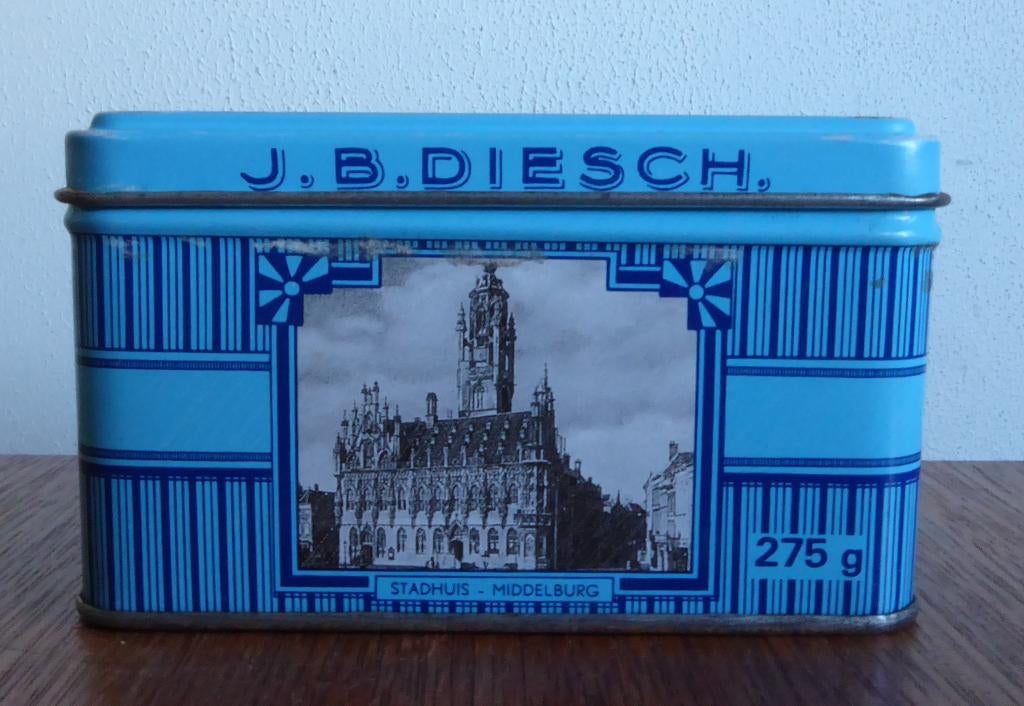 J.B.DIESCH.
275 g
STADHUIS - MIDDELBURG